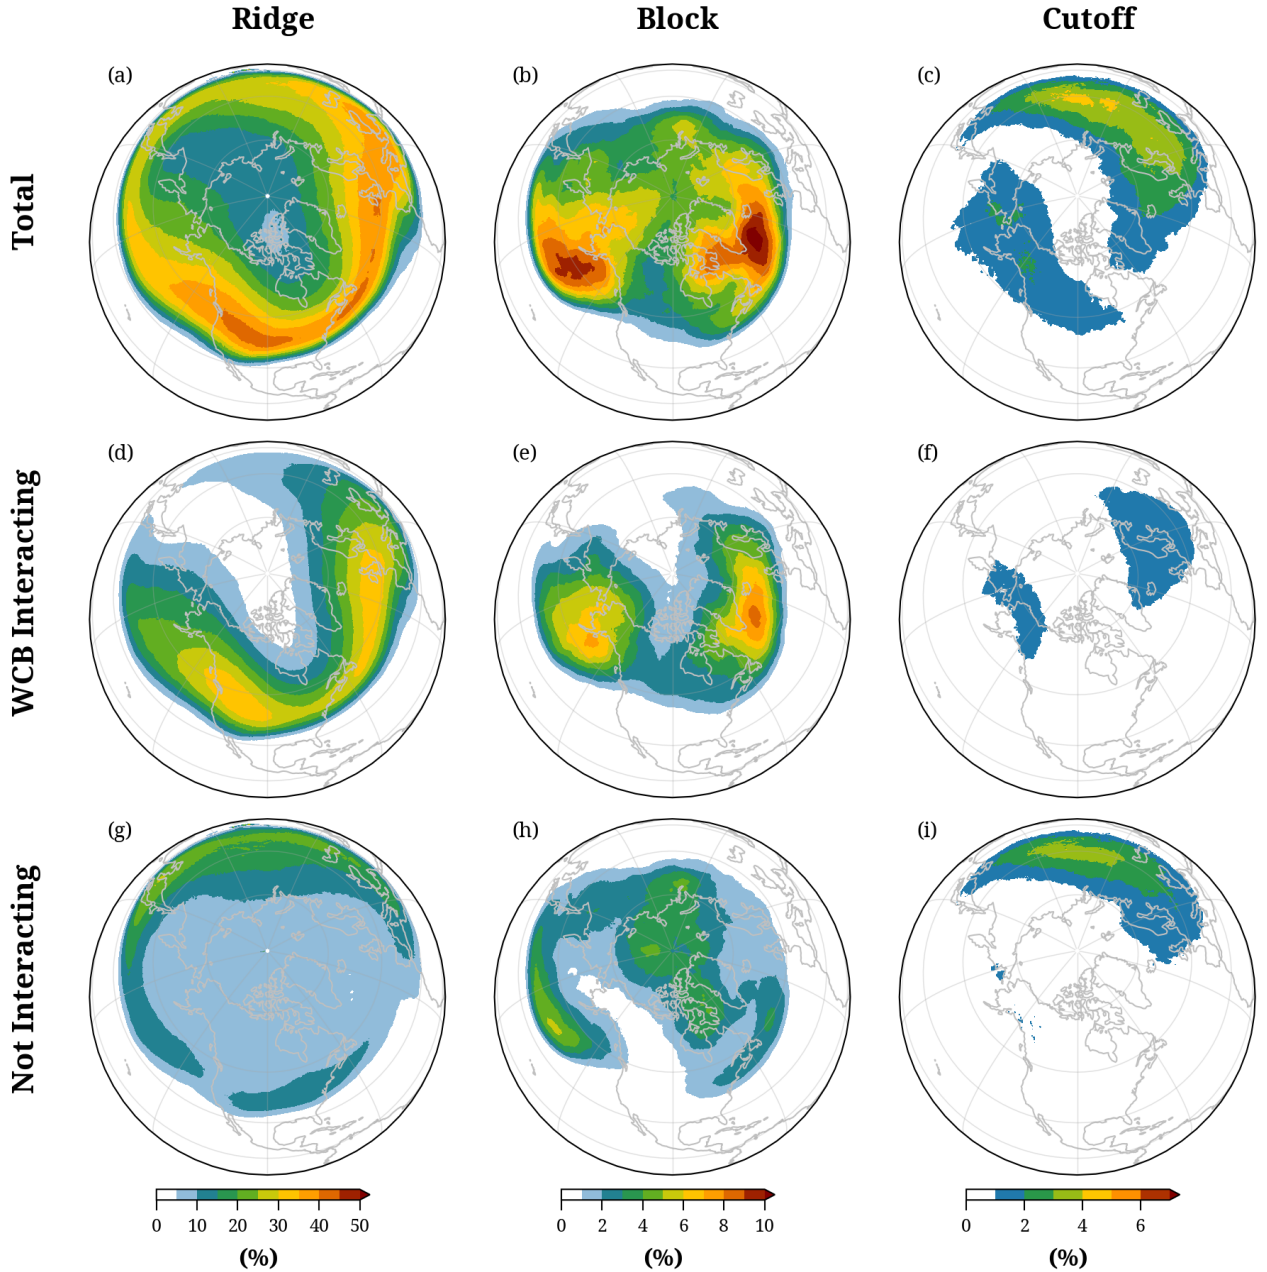 Ridge Block Cutoff
(a) (b) (c)
Total
(d) (e) (f)
WCB Interacting
(g) (h) (i)
Not Interacting
0 10 20 30 40 50 0 2 4 6 8 10 0 2 4 6
(%) (%) (%)